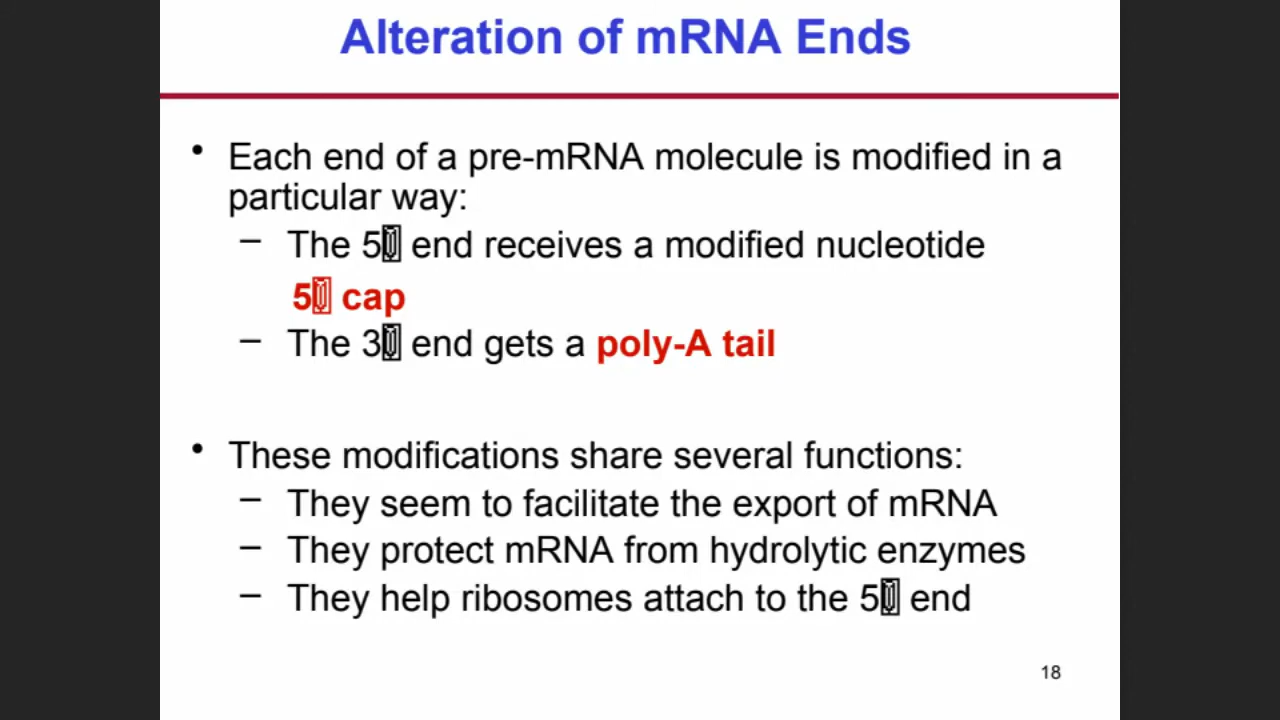 Alteration of mRNA Ends
• Each end of a pre-mRNA molecule is modified in a
particular way:
– The 5▯ end receives a modified nucleotide
5▯ cap
– The 3▯ end gets a poly-A tail
• These modifications share several functions:
– They seem to facilitate the export of mRNA
– They protect mRNA from hydrolytic enzymes
– They help ribosomes attach to the 5▯ end
18